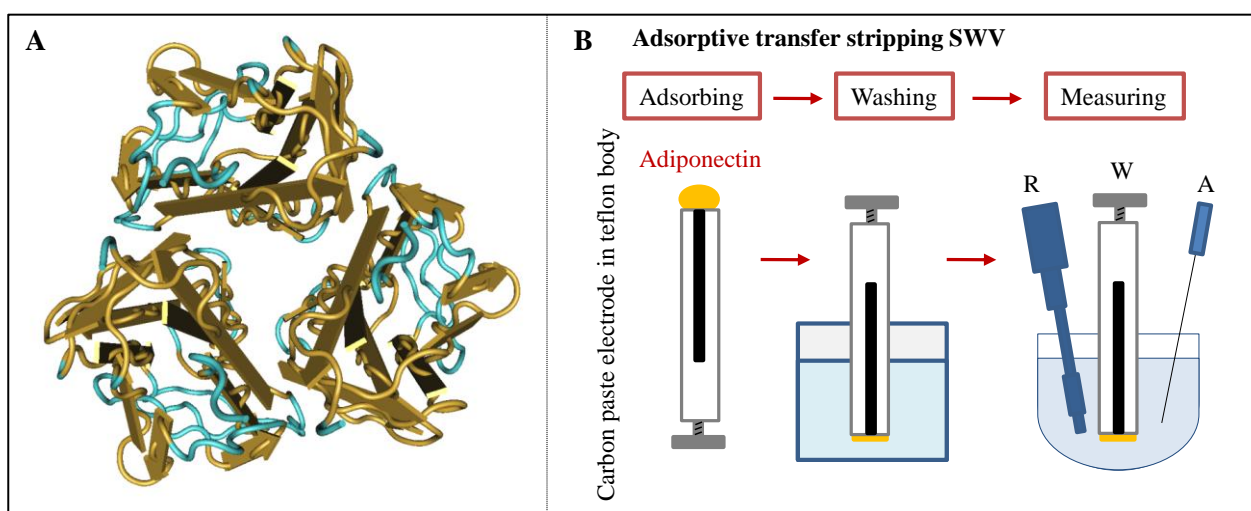 A
B
Adsorptive transfer stripping SWV
Adsorbing
Washing
Measuring
Carbon paste electrode in teflon body
Adiponectin
R
W
A